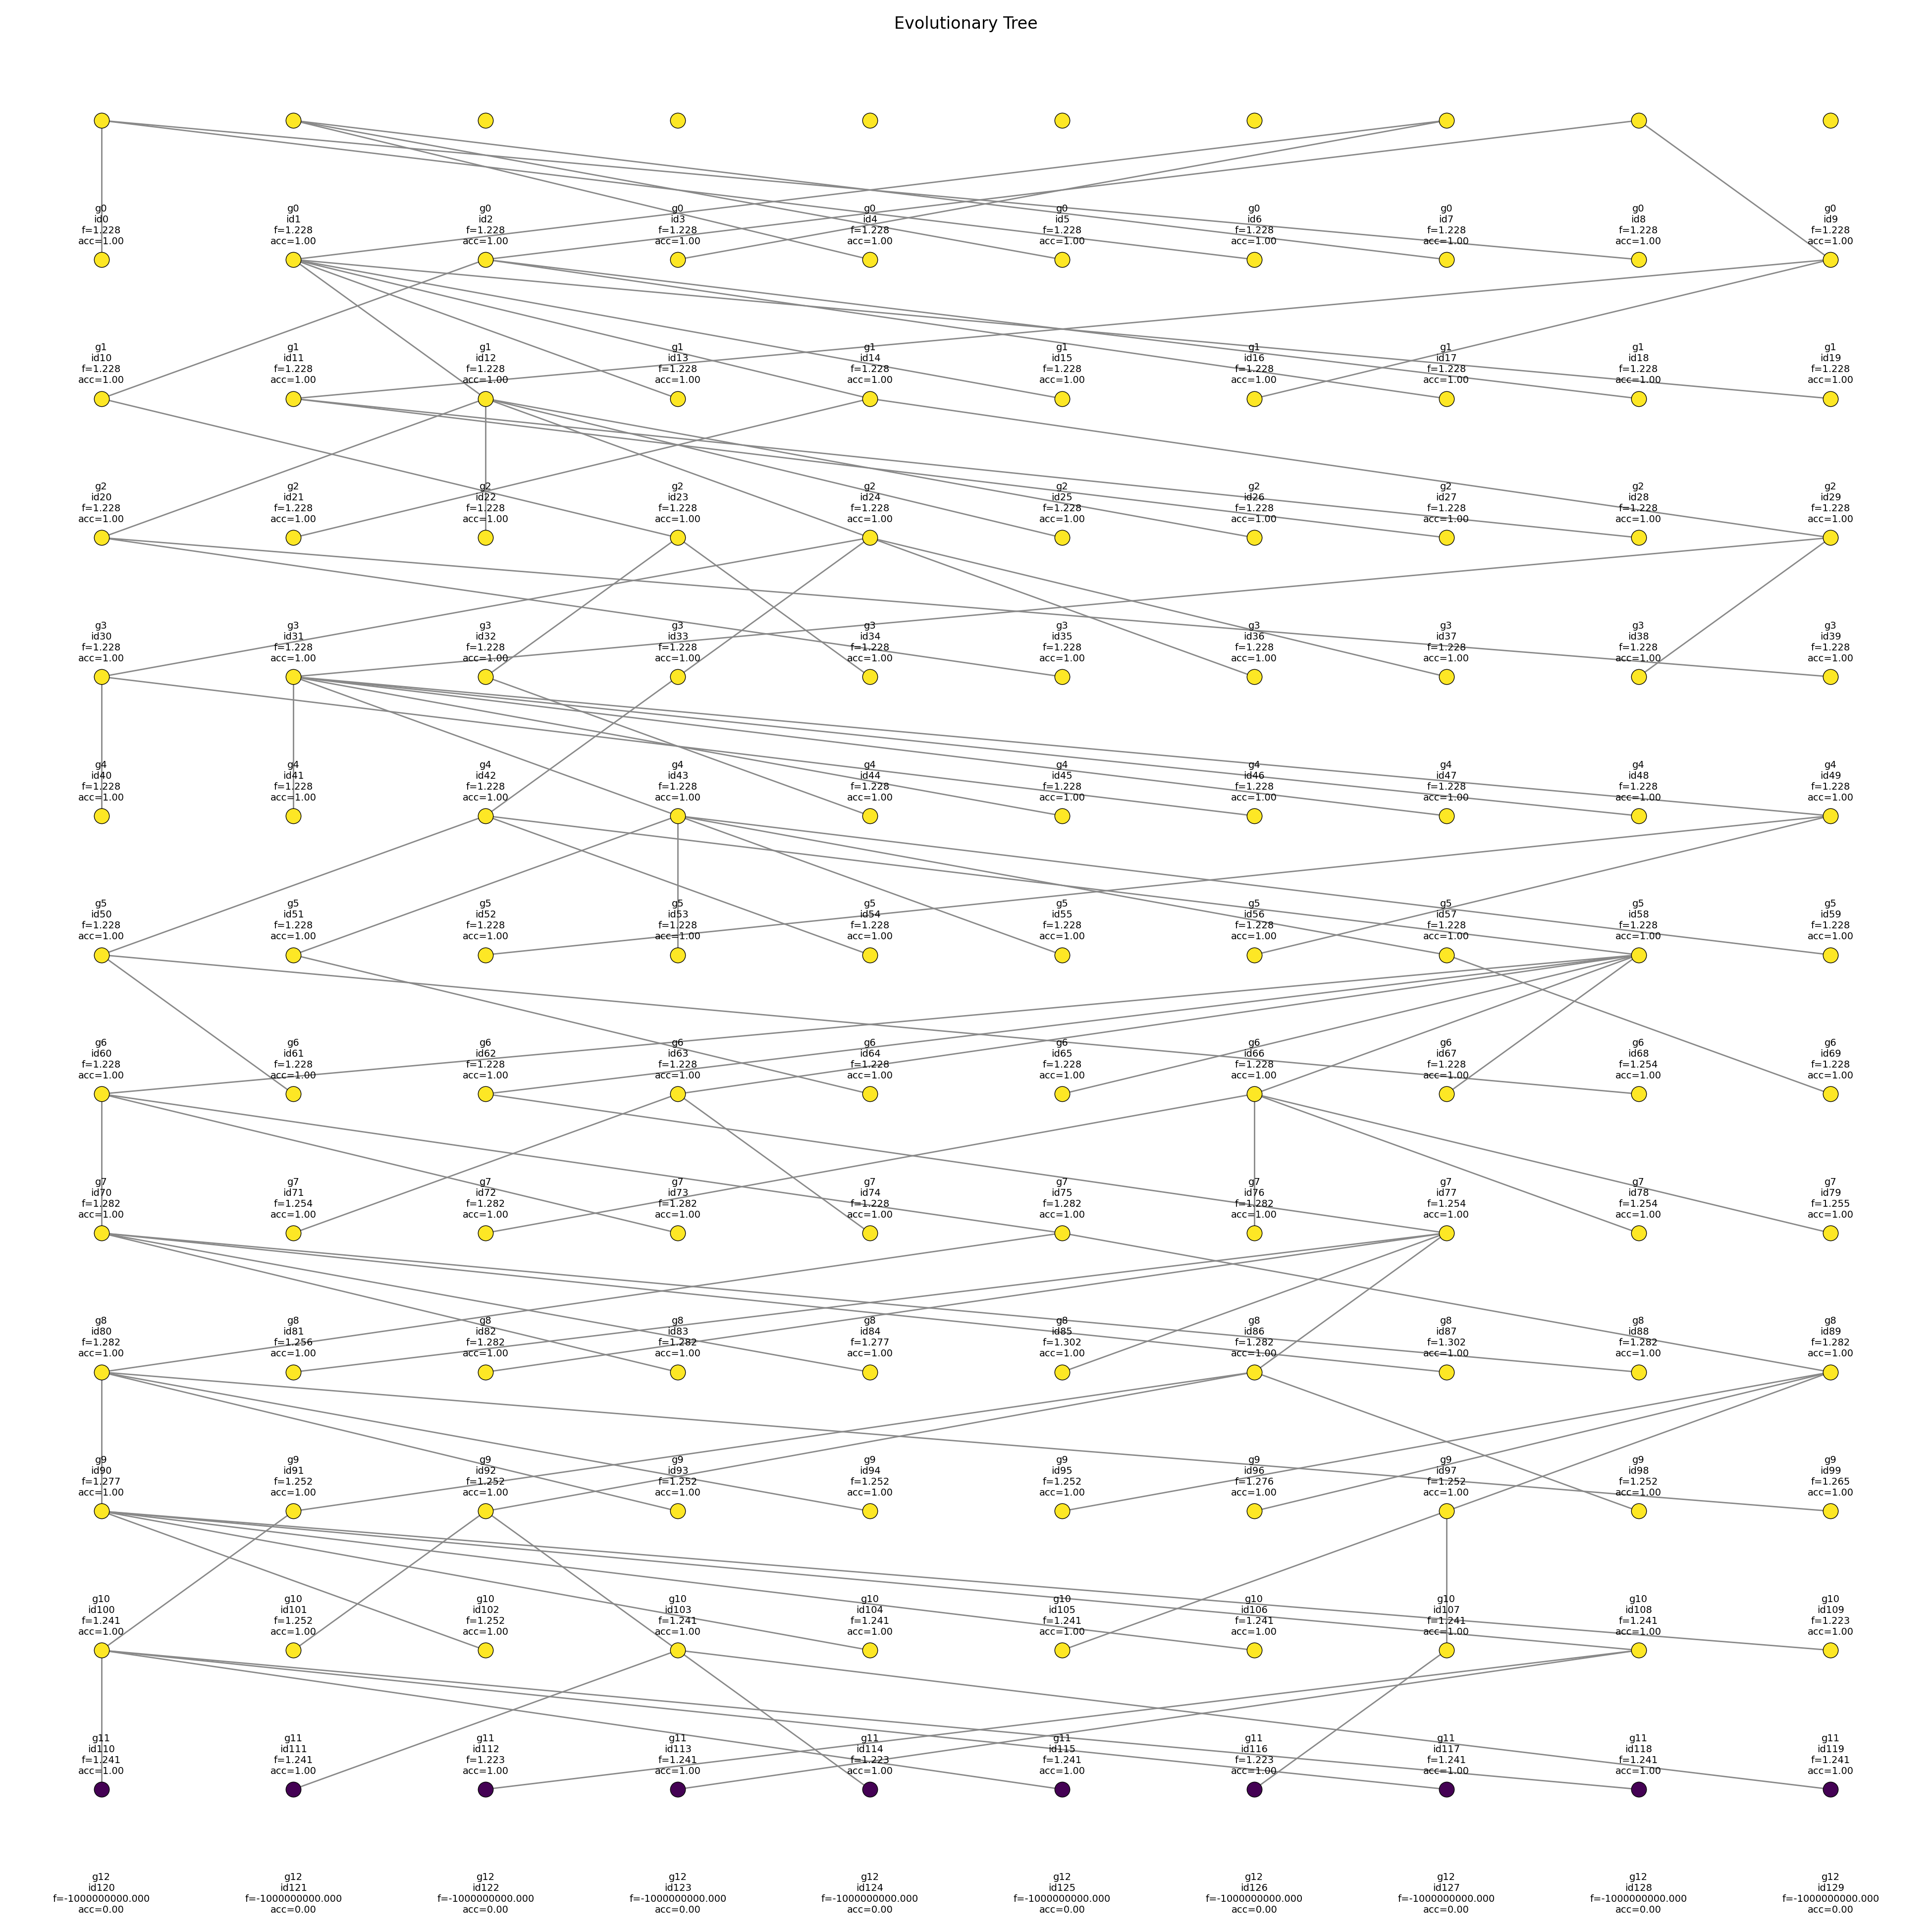 Evolutionary Tree
g0 g0 g0 g0 g0 g0 g0 g0 g0 g0
id0 id1 id2 id3 id4 id5 id6 id7 id8 id9
f=1.228 f=1.228 f=1.228 f=1.228 f=1.228 f=1.228 f=1.228 f=1.228 f=1.228 f=1.228
acc=1.00 acc=1.00 acc=1.00 acc=1.00 acc=1.00 acc=1.00 acc=1.00 acc=1.00 acc=1.00 acc=1.00
g1 g1 g1 g1 g1 g1 g1 g1 g1 g1
id10 id11 id12 id13 id14 id15 id16 id17 id18 id19
f=1.228 f=1.228 f=1.228 f=1.228 f=1.228 f=1.228 f=1.228 f=1.228 f=1.228 f=1.228
acc=1.00 acc=1.00 acc=1.00 acc=1.00 acc=1.00 acc=1.00 acc=1.00 acc=1.00 acc=1.00 acc=1.00
g2 g2 g2 g2 g2 g2 g2 g2 g2 g2
id20 id21 id22 id23 id24 id25 id26 id27 id28 id29
f=1.228 f=1.228 f=1.228 f=1.228 f=1.228 f=1.228 f=1.228 f=1.228 f=1.228 f=1.228
acc=1.00 acc=1.00 acc=1.00 acc=1.00 acc=1.00 acc=1.00 acc=1.00 acc=1.00 acc=1.00 acc=1.00
g3 g3 g3 g3 g3 g3 g3 g3 g3 g3
id30 id31 id32 id33 id34 id35 id36 id37 id38 id39
f=1.228 f=1.228 f=1.228 f=1.228 f=1.228 f=1.228 f=1.228 f=1.228 f=1.228 f=1.228
acc=1.00 acc=1.00 acc=1.00 acc=1.00 acc=1.00 acc=1.00 acc=1.00 acc=1.00 acc=1.00 acc=1.00
g4 g4 g4 g4 g4 g4 g4 g4 g4 g4
id40 id41 id42 id43 id44 id45 id46 id47 id48 id49
f=1.228 f=1.228 f=1.228 f=1.228 f=1.228 f=1.228 f=1.228 f=1.228 f=1.228 f=1.228
acc=1.00 acc=1.00 acc=1.00 acc=1.00 acc=1.00 acc=1.00 acc=1.00 acc=1.00 acc=1.00 acc=1.00
g5 g5 g5 g5 g5 g5 g5 g5 g5 g5
id50 id51 id52 id53 id54 id55 id56 id57 id58 id59
f=1.228 f=1.228 f=1.228 f=1.228 f=1.228 f=1.228 f=1.228 f=1.228 f=1.228 f=1.228
acc=1.00 acc=1.00 acc=1.00 acc=1.00 acc=1.00 acc=1.00 acc=1.00 acc=1.00 acc=1.00 acc=1.00
g6 g6 g6 g6 g6 g6 g6 g6 g6 g6
id60 id61 id62 id63 id64 id65 id66 id67 id68 id69
f=1.228 f=1.228 f=1.228 f=1.228 f=1.228 f=1.228 f=1.228 f=1.228 f=1.254 f=1.228
acc=1.00 acc=1.00 acc=1.00 acc=1.00 acc=1.00 acc=1.00 acc=1.00 acc=1.00 acc=1.00 acc=1.00
g7 g7 g7 g7 g7 g7 g7 g7 g7 g7
id70 id71 id72 id73 id74 id75 id76 id77 id78 id79
f=1.282 f=1.254 f=1.282 f=1.282 f=1.228 f=1.282 f=1.282 f=1.254 f=1.254 f=1.255
acc=1.00 acc=1.00 acc=1.00 acc=1.00 acc=1.00 acc=1.00 acc=1.00 acc=1.00 acc=1.00 acc=1.00
g8 g8 g8 g8 g8 g8 g8 g8 g8 g8
id80 id81 id82 id83 id84 id85 id86 id87 id88 id89
f=1.282 f=1.256 f=1.282 f=1.282 f=1.277 f=1.302 f=1.282 f=1.302 f=1.282 f=1.282
acc=1.00 acc=1.00 acc=1.00 acc=1.00 acc=1.00 acc=1.00 acc=1.00 acc=1.00 acc=1.00 acc=1.00
g9 g9 g9 g9 g9 g9 g9 g9 g9 g9
id90 id91 id92 id93 id94 id95 id96 id97 id98 id99
f=1.277 f=1.252 f=1.252 f=1.252 f=1.252 f=1.252 f=1.276 f=1.252 f=1.252 f=1.265
acc=1.00 acc=1.00 acc=1.00 acc=1.00 acc=1.00 acc=1.00 acc=1.00 acc=1.00 acc=1.00 acc=1.00
g10 g10 g10 g10 g10 g10 g10 g10 g10 g10
id100 id101 id102 id103 id104 id105 id106 id107 id108 id109
f=1.241 f=1.252 f=1.252 f=1.241 f=1.241 f=1.241 f=1.241 f=1.241 f=1.241 f=1.223
acc=1.00 acc=1.00 acc=1.00 acc=1.00 acc=1.00 acc=1.00 acc=1.00 acc=1.00 acc=1.00 acc=1.00
g11 g11 g11 g11 g11 g11 g11 g11 g11 g11
id110 id111 id112 id113 id114 id115 id116 id117 id118 id119
f=1.241 f=1.241 f=1.223 f=1.241 f=1.223 f=1.241 f=1.223 f=1.241 f=1.241 f=1.241
acc=1.00 acc=1.00 acc=1.00 acc=1.00 acc=1.00 acc=1.00 acc=1.00 acc=1.00 acc=1.00 acc=1.00
g12 g12 g12 g12 g12 g12 g12 g12 g12 g12
id120 id121 id122 id123 id124 id125 id126 id127 id128 id129
f=-1000000000.000 f=-1000000000.000 f=-1000000000.000 f=-1000000000.000 f=-1000000000.000 f=-1000000000.000 f=-1000000000.000 f=-1000000000.000 f=-1000000000.000 f=-1000000000.000
acc=0.00 acc=0.00 acc=0.00 acc=0.00 acc=0.00 acc=0.00 acc=0.00 acc=0.00 acc=0.00 acc=0.00